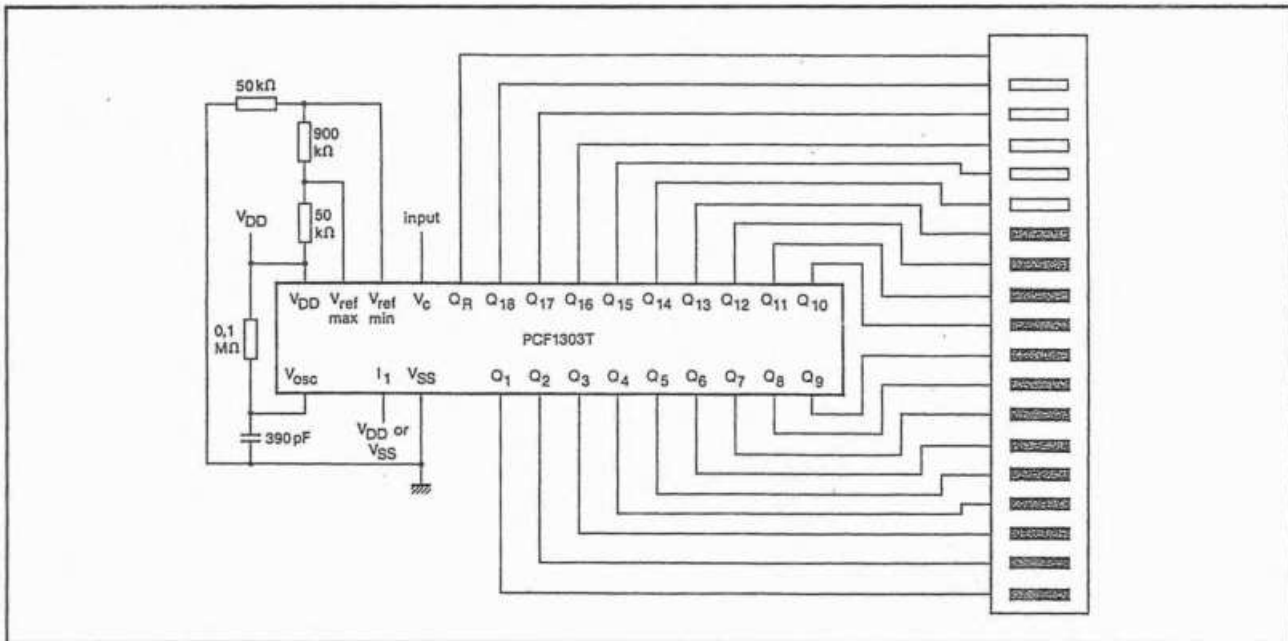 50 kΩ
900
kΩ
50
kΩ
VDD
input
VDD Vref max Vref min Vc QR Q18 Q17 Q16 Q15 Q14 Q13 Q12 Q11 Q10
PCF1303T
0,1
MΩ
Vosc I1 VSS Q1 Q2 Q3 Q4 Q5 Q6 Q7 Q8 Q9
390 pF
VDD or
VSS